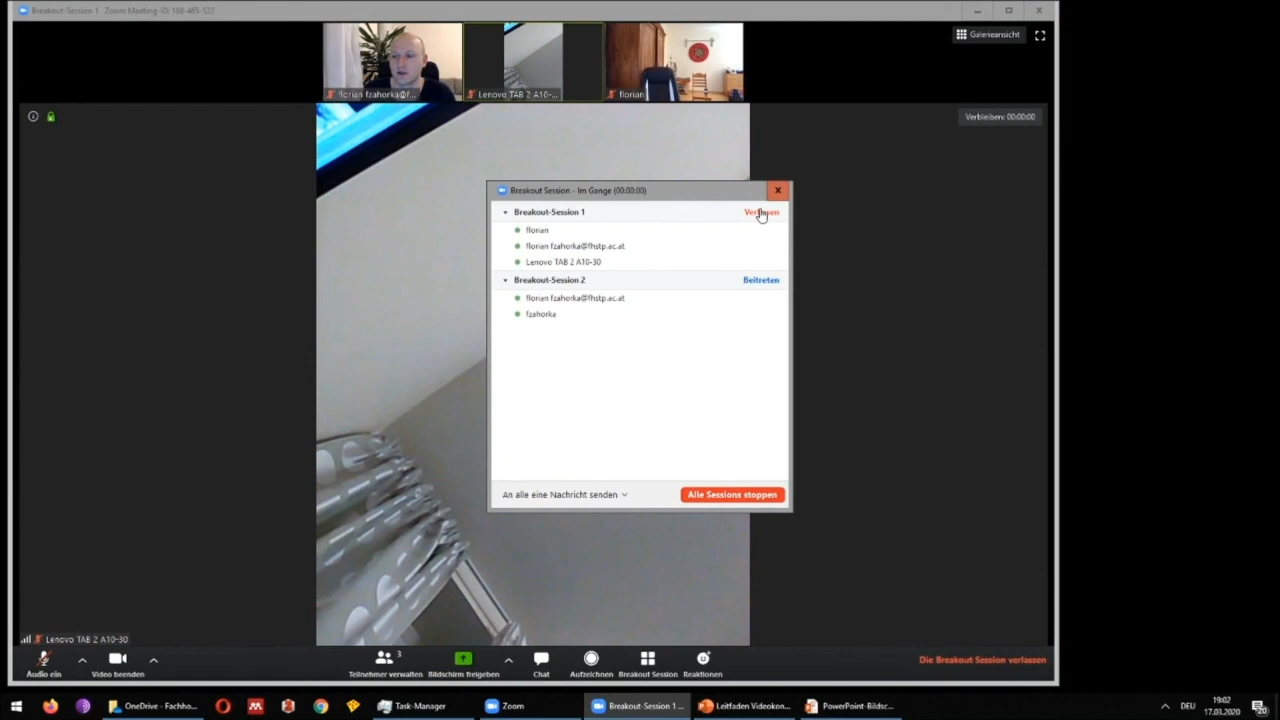 Breakout-Session 1 Zoom Meeting-ID: 188-465-522
Galerieansicht
florian fzahorka@f...
Lenovo TAB 2 A10-...
florian
Verbleiben: 00:00:00
Breakout Session - Im Gange (00:00:00)
Breakout-Session 1
florian
florian fzahorka@fhstp.ac.at
Lenovo TAB 2 A10-30
Breakout-Session 2
Beitreten
florian fzahorka@fhstp.ac.at
fzahorka
An alle eine Nachricht senden
Alle Sessions stoppen
Lenovo TAB 2 A10-30
3
Audio ein
Video beenden
Teilnehmer verwalten
Bildschirm freigeben
Chat
Aufzeichnen
Breakout Session
Reaktionen
Die Breakout Session verlassen
OneDrive - Fachho...
Task-Manager
Zoom
Breakout-Session 1 ...
Leitfaden Videokon...
PowerPoint-Bildsc...
DEU
19:02
17.03.2020
20